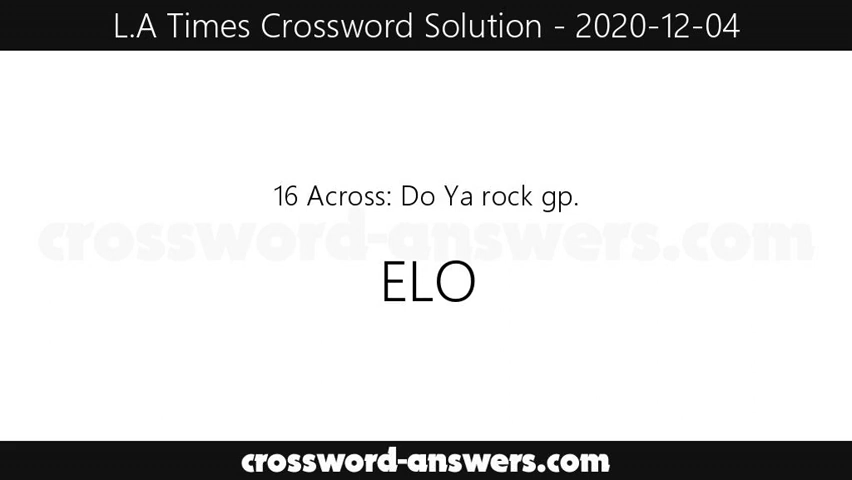 L.A Times Crossword Solution - 2020-12-04
16 Across: Do Ya rock gp.
crossword-answers.com
ELO
crossword-answers.com